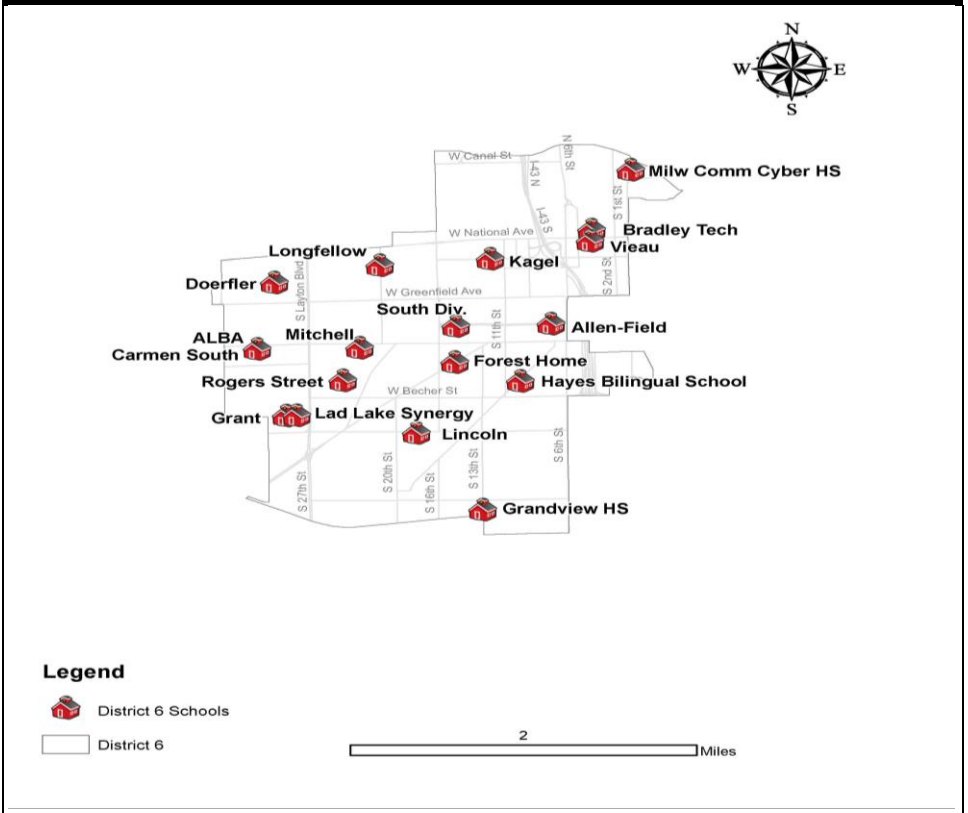 N
W
E
S
W Canal St
N 6th St
I-43 N
Milw Comm Cyber HS
S 1st St
I-43 S
W National Ave
Bradley Tech
Vieau
Longfellow
Kagel
Doerfler
S Layton Blvd
S 2nd St
W Greenfield Ave
South Div.
S 11th St
Allen-Field
ALBA
Carmen South
Mitchell
Forest Home
Rogers Street
Hayes Bilingual School
W Becher St
Grant
Lad Lake Synergy
Lincoln
S 6th St
S 27th St
S 20th St
S 16th St
S 13th St
Grandview HS
Legend
District 6 Schools
District 6
2
Miles